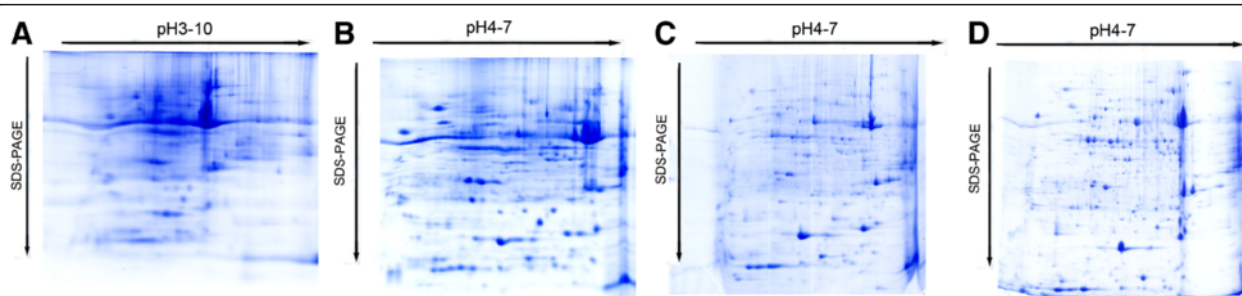 A
pH3-10
SDS-PAGE
B
pH4-7
SDS-PAGE
C
pH4-7
SDS-PAGE
D
pH4-7
SDS-PAGE